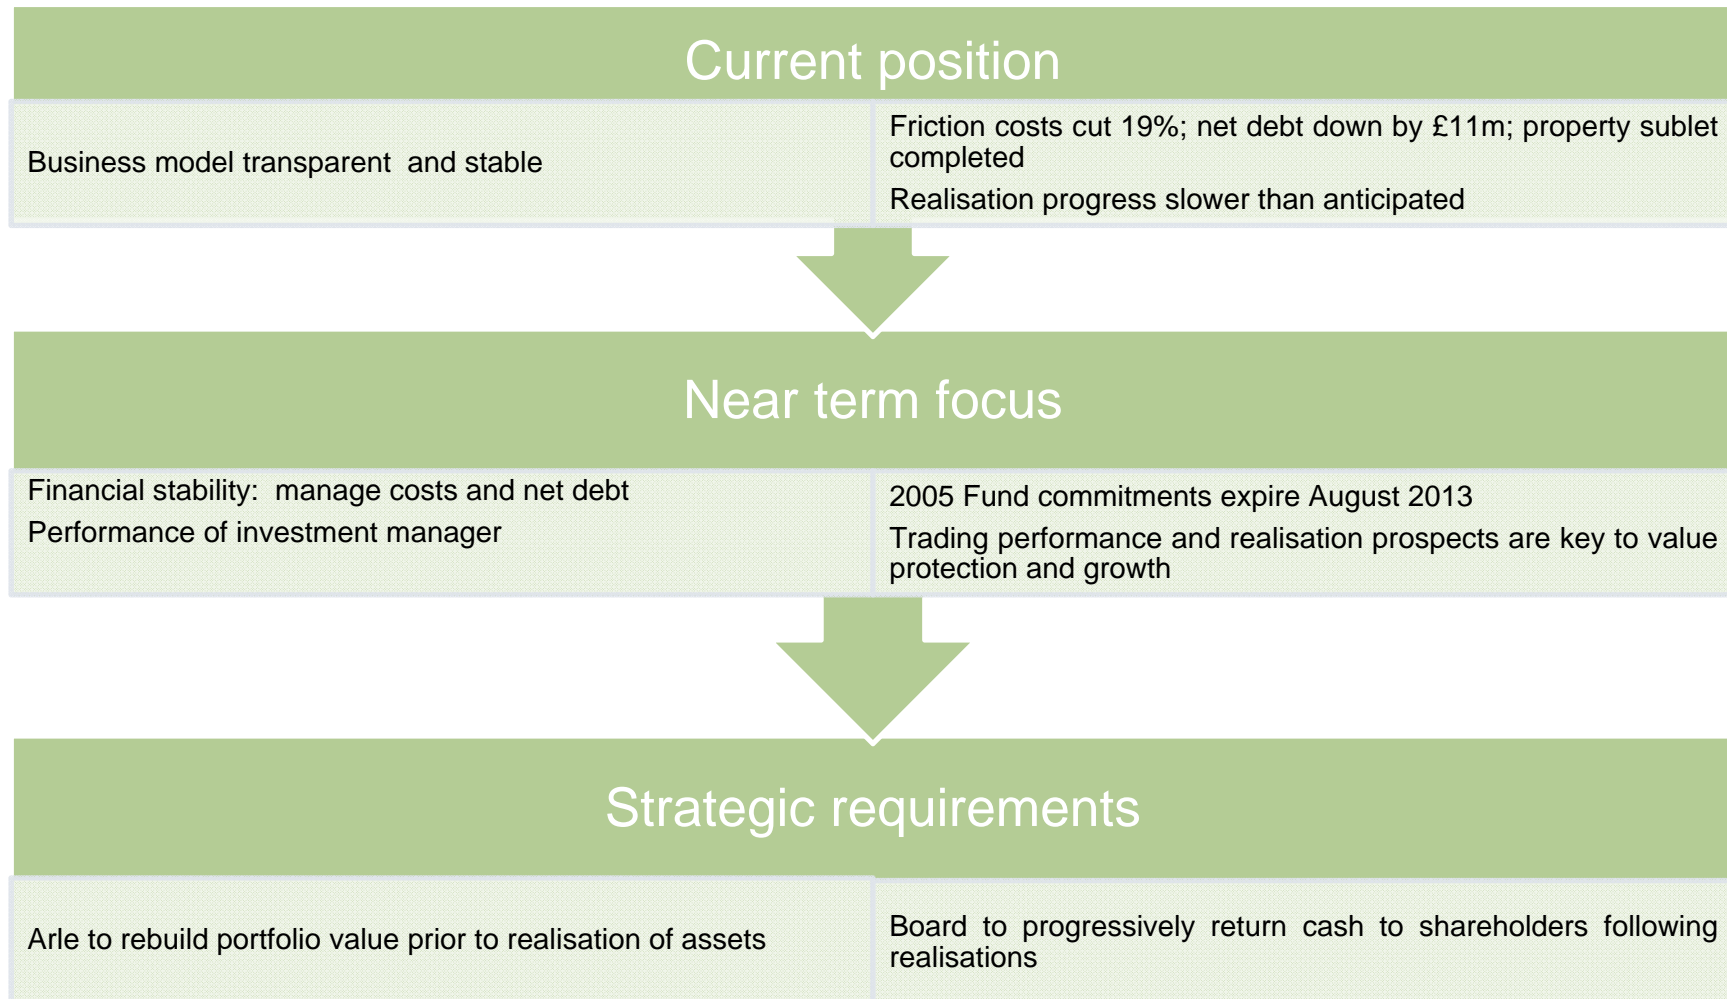 Current position
Business model transparent and stable
Friction costs cut 19%; net debt down by £11m; property sublet
completed
Realisation progress slower than anticipated
Near term focus
Financial stability: manage costs and net debt
Performance of investment manager
2005 Fund commitments expire August 2013
Trading performance and realisation prospects are key to value
protection and growth
Strategic requirements
Arle to rebuild portfolio value prior to realisation of assets
Board to progressively return cash to shareholders following
realisations